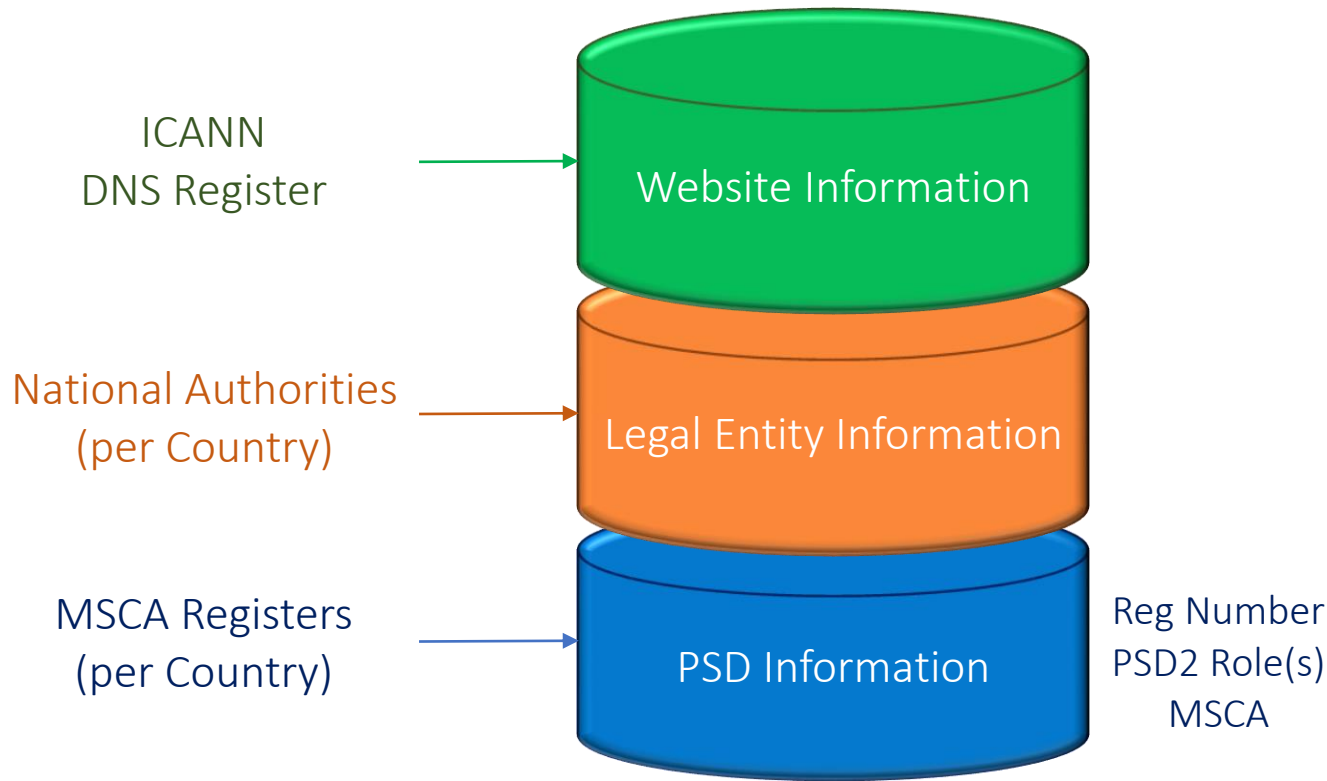 ICANN
DNS Register
Website Information
National Authorities
(per Country)
Legal Entity Information
MSCA Registers
(per Country)
PSD Information
Reg Number
PSD2 Role(s)
MSCA